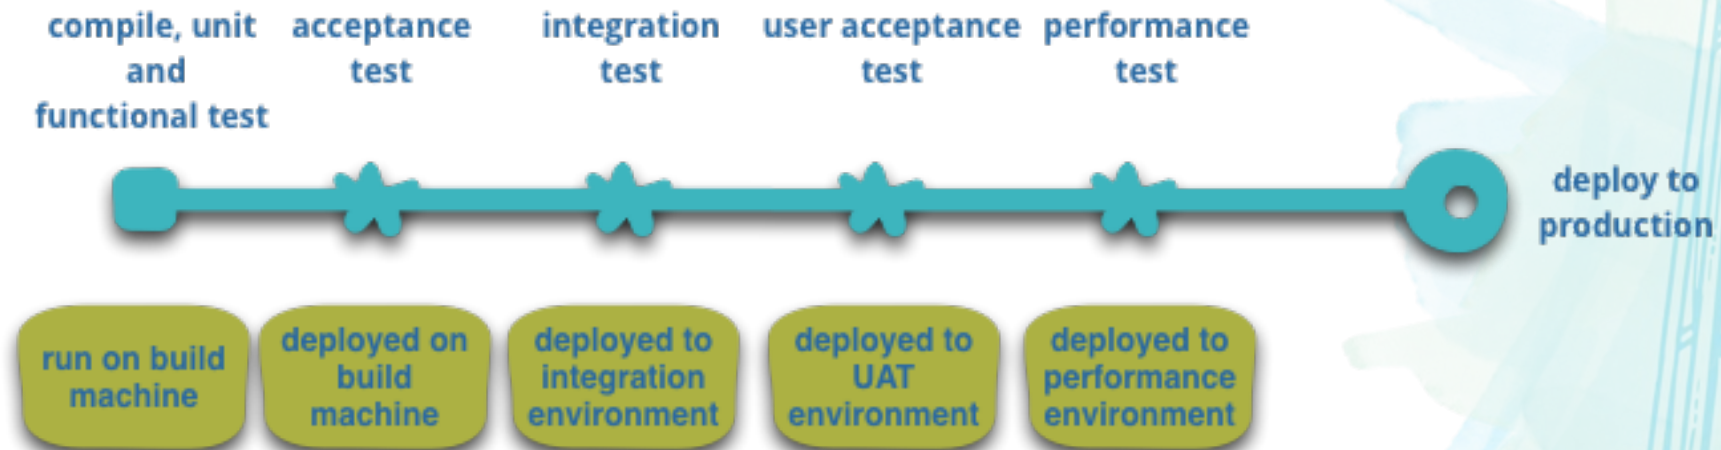 compile, unit
and
functional test
acceptance
test
integration
test
user acceptance
test
performance
test
deploy to
production
run on build
machine
deployed on
build
machine
deployed to
integration
environment
deployed to
UAT
environment
deployed to
performance
environment